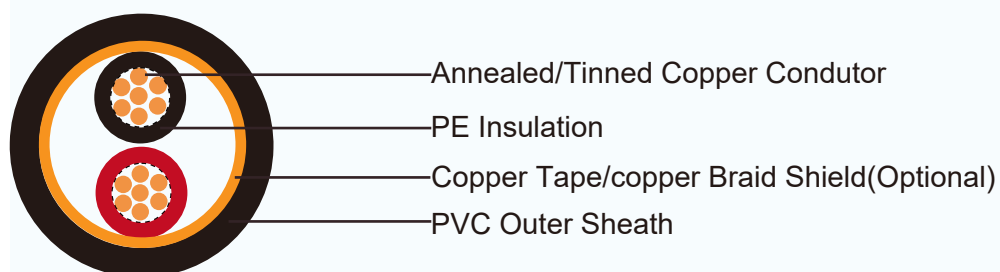 Annealed/Tinned Copper Condutor
PE Insulation
Copper Tape/copper Braid Shield(Optional)
PVC Outer Sheath